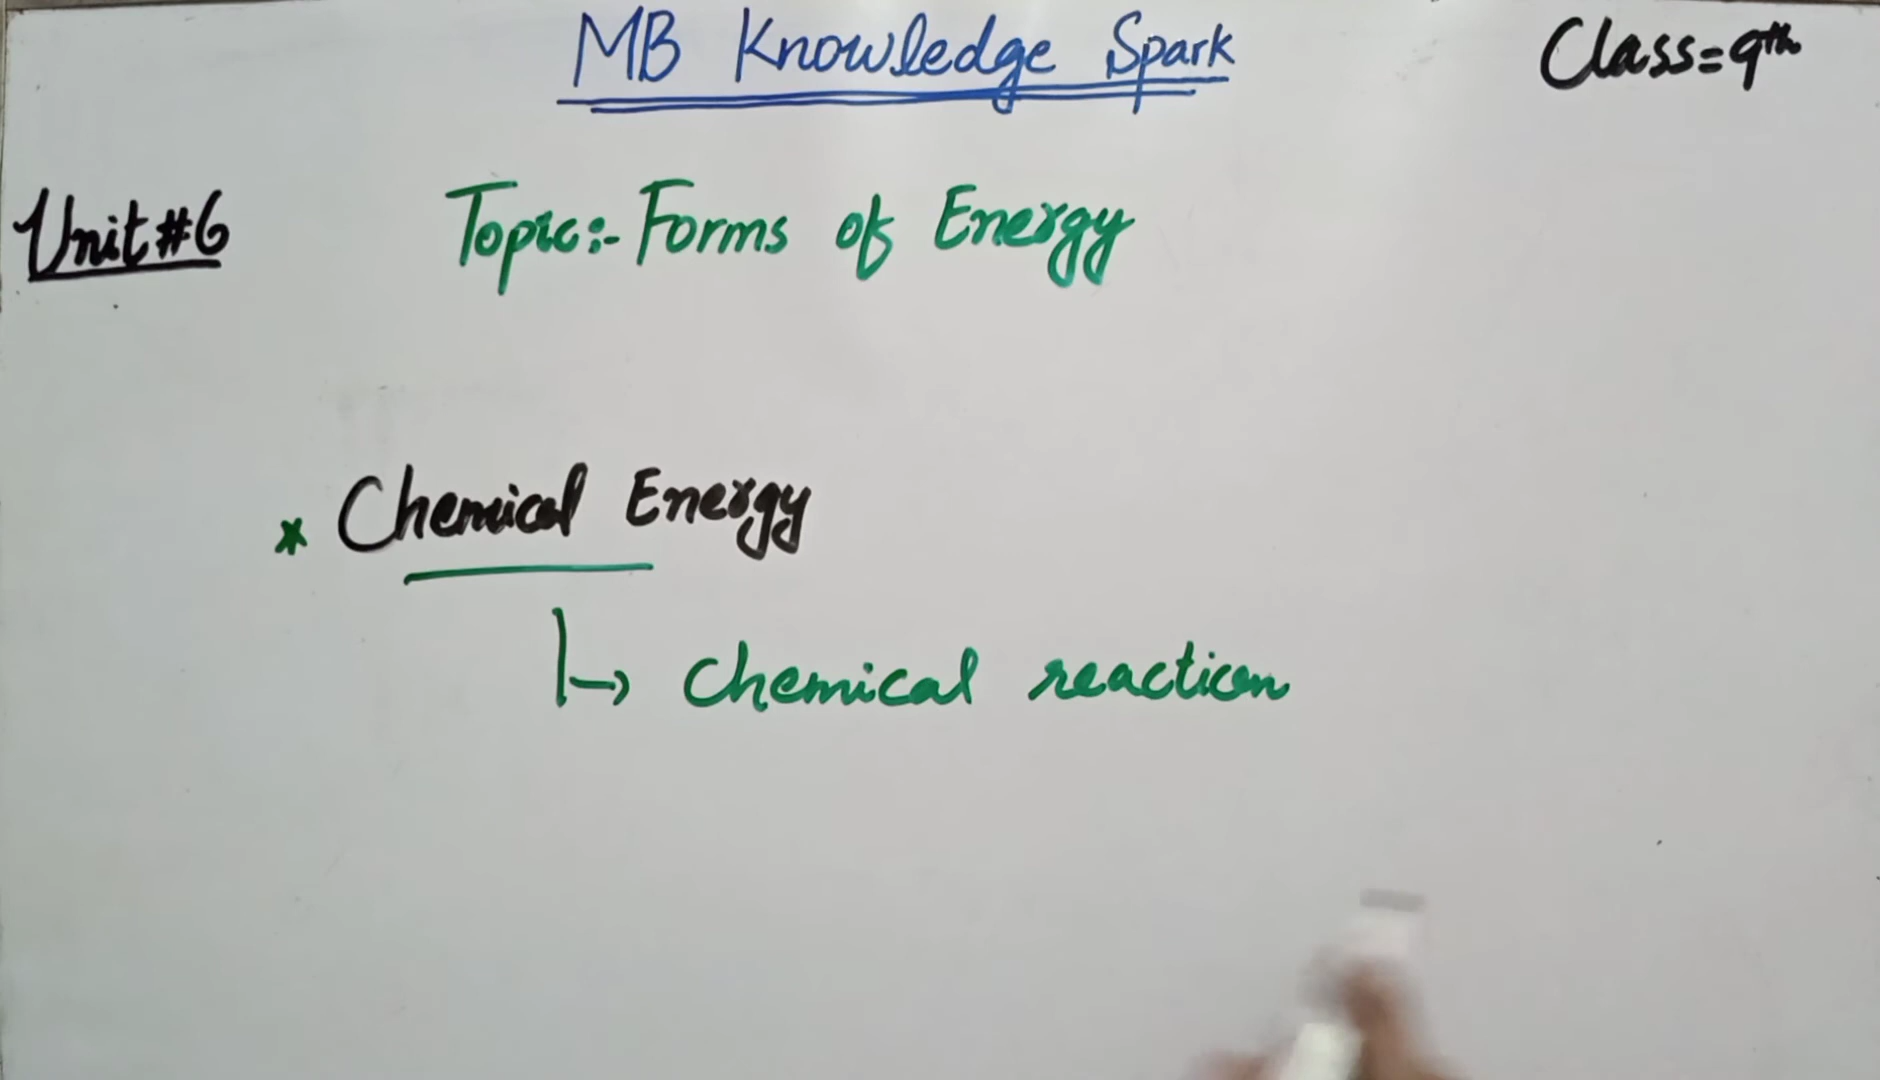 MB Knowledge Spark
Class=9th
Unit#6
Topic:- Forms of Energy
* Chemical Energy
↳ Chemical reaction